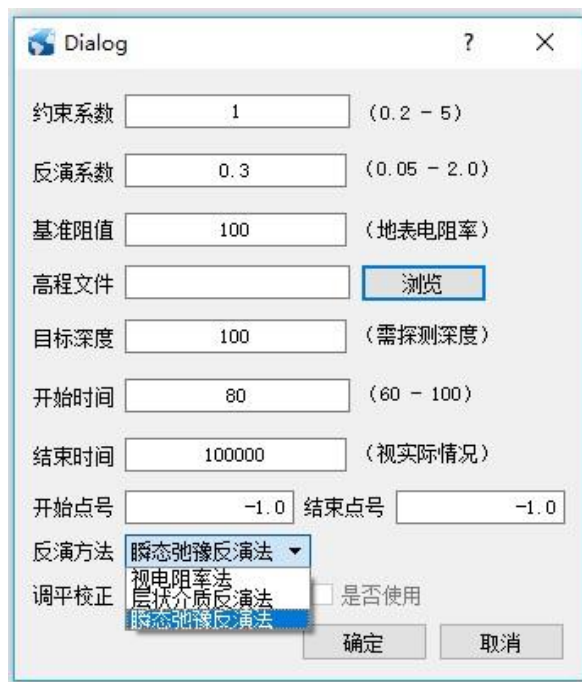 Dialog ? ×
约束系数 1 (0.2 - 5)
反演系数 0.3 (0.05 - 2.0)
基准阻值 100 (地表电阻率)
高程文件 浏览
目标深度 100 (需探测深度)
开始时间 80 (60 - 100)
结束时间 100000 (视实际情况)
开始点号 -1.0 结束点号 -1.0
反演方法 瞬态弛豫反演法
视电阻率法
调平校正 层状介质反演法 是否使用
瞬态弛豫反演法
确定 取消